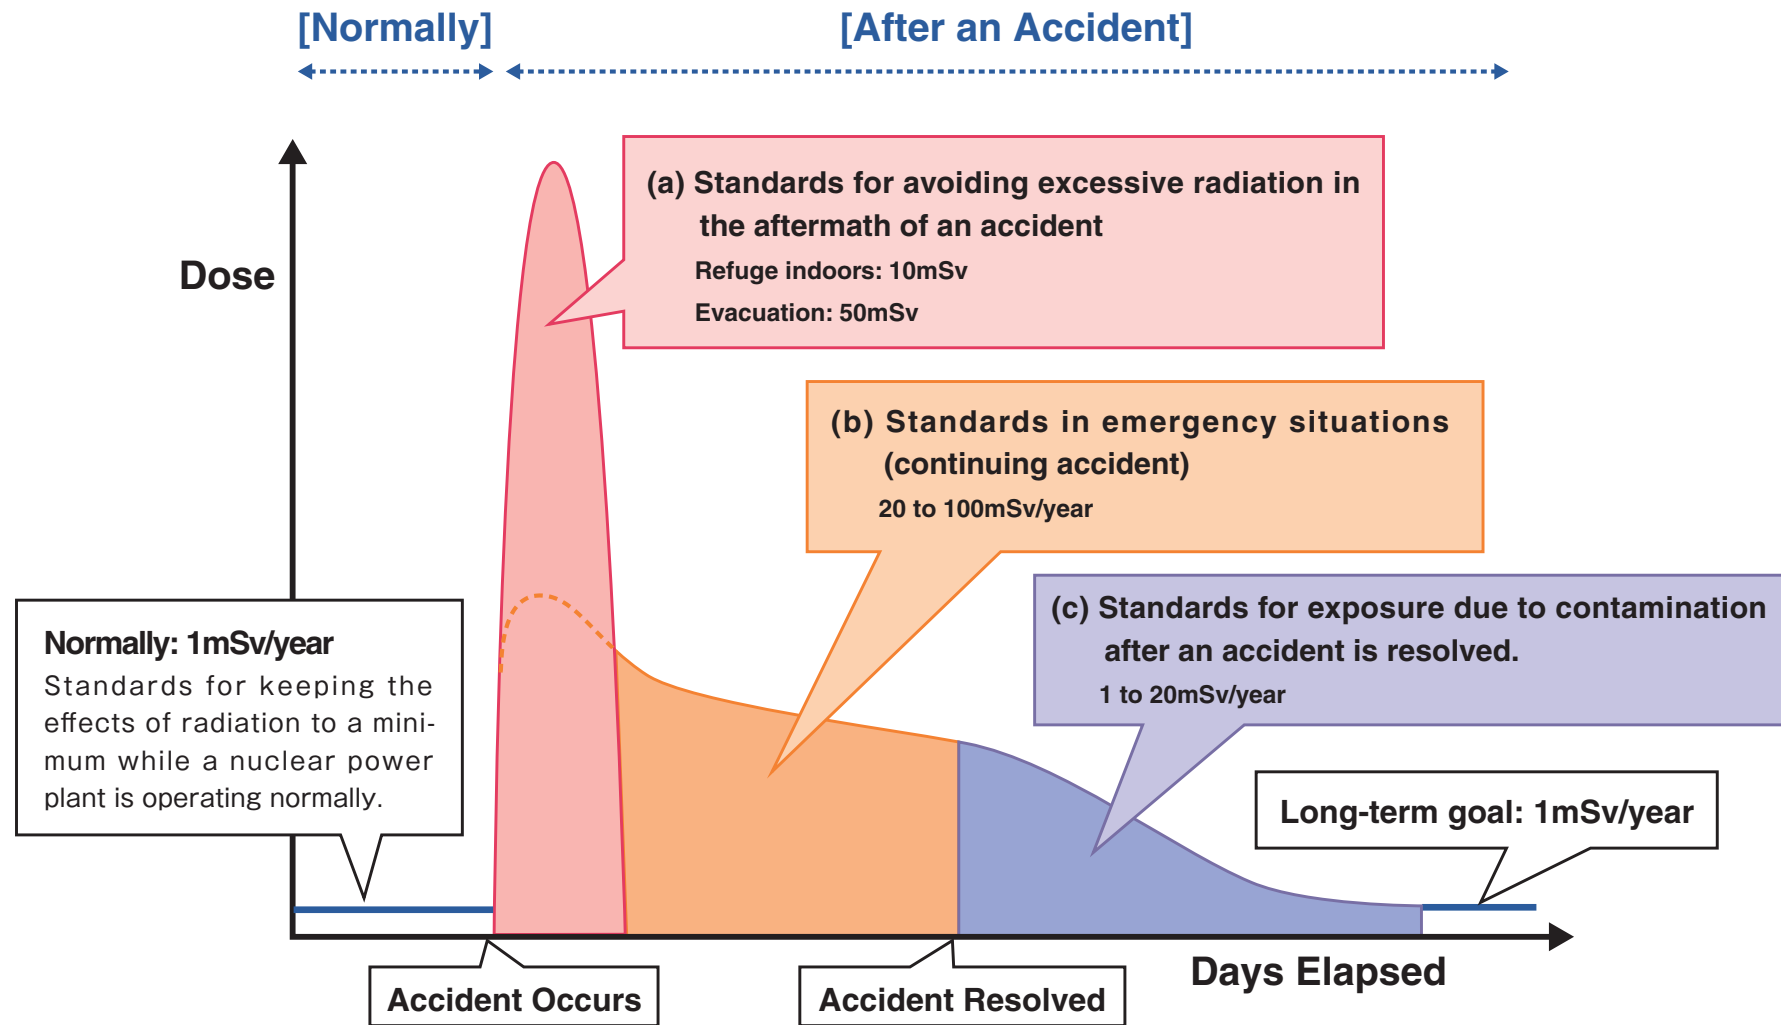 [Normally]
[After an Accident]
Dose
(a) Standards for avoiding excessive radiation in
the aftermath of an accident
Refuge indoors: 10mSv
Evacuation: 50mSv
(b) Standards in emergency situations
(continuing accident)
20 to 100mSv/year
(c) Standards for exposure due to contamination
after an accident is resolved.
1 to 20mSv/year
Normally: 1mSv/year
Standards for keeping the
effects of radiation to a mini-
mum while a nuclear power
plant is operating normally.
Long-term goal: 1mSv/year
Days Elapsed
Accident Occurs
Accident Resolved